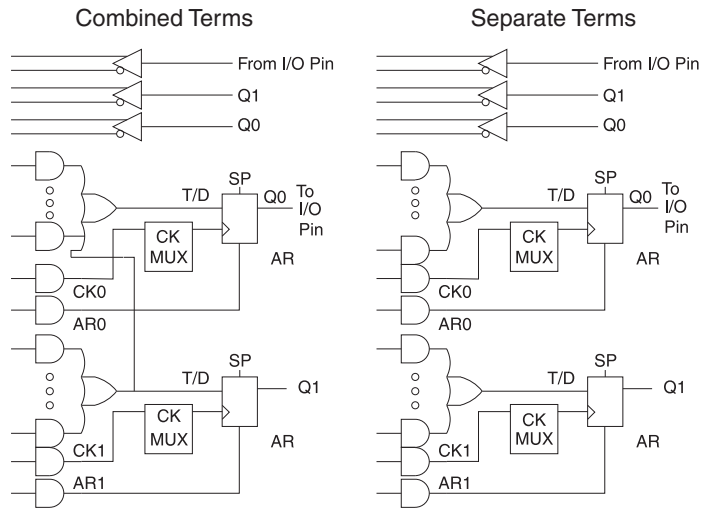 Combined Terms
From I/O Pin
Q1
Q0
SP
T/D
Q0
To
I/O
Pin
CK
MUX
AR
CK0
AR0
SP
T/D
Q1
CK
MUX
AR
CK1
AR1
Separate Terms
From I/O Pin
Q1
Q0
SP
T/D
Q0
To
I/O
Pin
CK
MUX
AR
CK0
AR0
SP
T/D
Q1
CK
MUX
AR
CK1
AR1